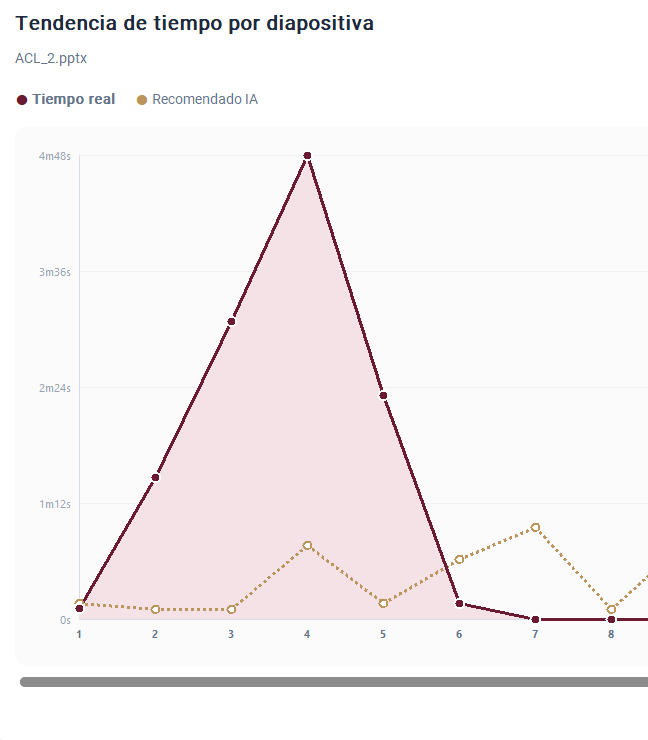 Tendencia de tiempo por diapositiva
ACL_2.pptx
Tiempo real Recomendado IA
4m48s
3m36s
2m24s
1m12s
0s
1 2 3 4 5 6 7 8